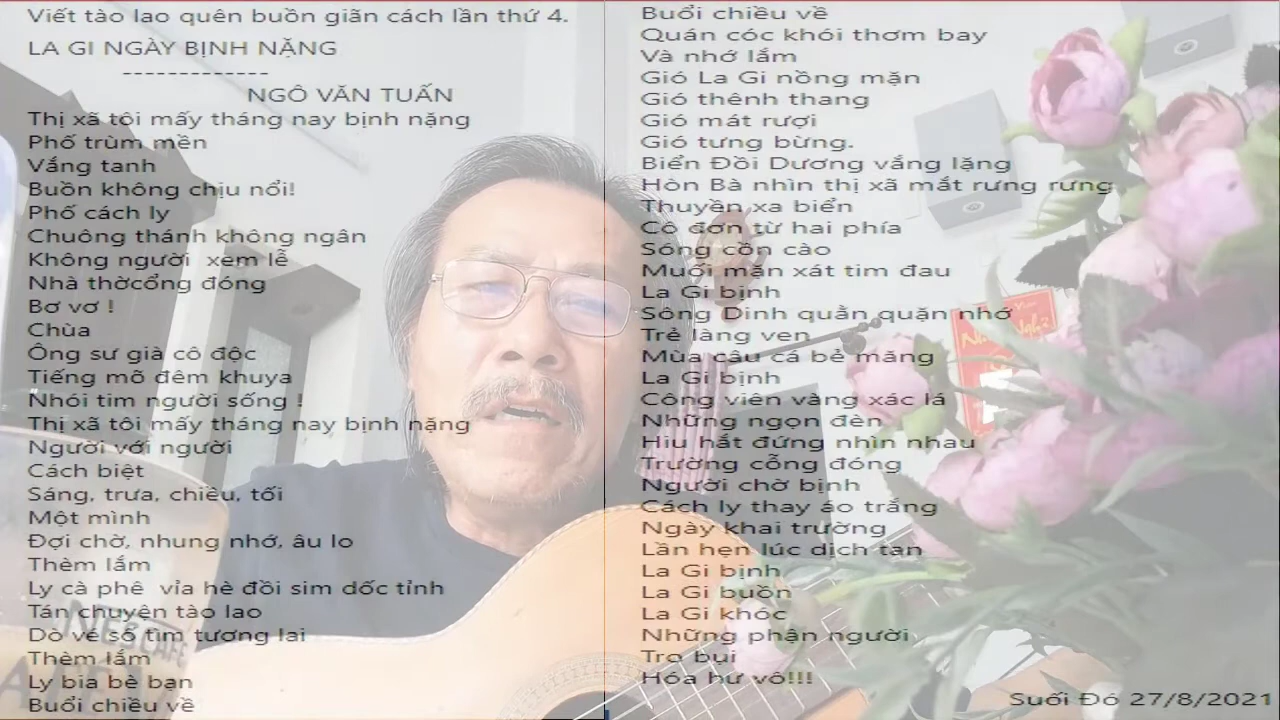 Viết tào lao quên buồn giãn cách lần thứ 4.
LA GI NGÀY BỊNH NẶNG
-------------
NGÔ VĂN TUẤN
Thị xã tôi mấy tháng nay bịnh nặng
Phố trùm mền
Vắng tanh
Buồn không chịu nổi!
Phố cách ly
Chuông thánh không ngân
Không người xem lễ
Nhà thờcổng đóng
Bơ vơ !
Chùa
Ông sư già cô độc
Tiếng mõ đêm khuya
Nhói tim người sống !
Thị xã tôi mấy tháng nay bịnh nặng
Người với người
Cách biệt
Sáng, trưa, chiều, tối
Một mình
Đợi chờ, nhung nhớ, âu lo
Thèm lắm
Ly cà phê vỉa hè đồi sim dốc tỉnh
Tán chuyện tào lao
Dò vé số tìm tương lai
Thèm lắm
Ly bia bè bạn
Buổi chiều về
Buổi chiều về
Quán cóc khói thơm bay
Và nhớ lắm
Gió La Gi nồng mặn
Gió thênh thang
Gió mát rượi
Gió tưng bừng.
Biển Đồi Dương vắng lặng
Hòn Bà nhìn thị xã mắt rưng rưng
Thuyền xa biển
Cô đơn từ hai phía
Sóng cồn cào
Muối mặn xát tim đau
La Gi bịnh
Sông Dinh quằn quặn nhớ
Trẻ làng ven
Mùa câu cá bẻ măng
La Gi bịnh
Công viên vàng xác lá
Những ngọn đèn
Hiu hắt đứng nhìn nhau
Trường cỗng đóng
Người chờ bịnh
Cách ly thay áo trắng
Ngày khai trường
Lần hẹn lúc dịch tan
La Gi bịnh
La Gi buồn
La Gi khóc
Những phận người
Tro bụi
Hóa hư vô!!!
Suối Đó 27/8/2021